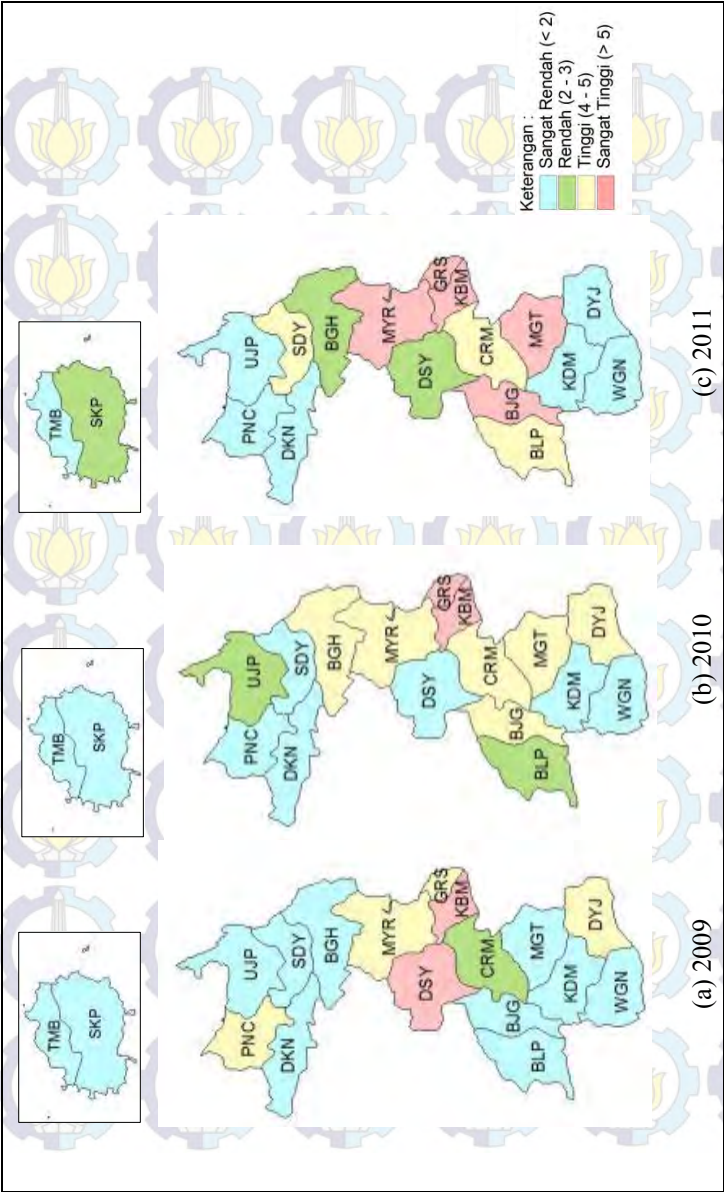 TMB
SKP
PNC
UJP
DKN
SDY
BGH
MYR
DSY
GRS
KBM
CRM
BJG
BLP
MGT
KDM
DYJ
WGN
(a) 2009
TMB
SKP
PNC
UJP
DKN
SDY
BGH
MYR
DSY
GRS
KBM
CRM
BJG
BLP
MGT
KDM
DYJ
WGN
(b) 2010
TMB
SKP
PNC
UJP
DKN
SDY
BGH
MYR
DSY
GRS
KBM
CRM
BJG
BLP
MGT
KDM
DYJ
WGN
(c) 2011
Keterangan :
Sangat Rendah (< 2)
Rendah (2 - 3)
Tinggi (4 - 5)
Sangat Tinggi (> 5)